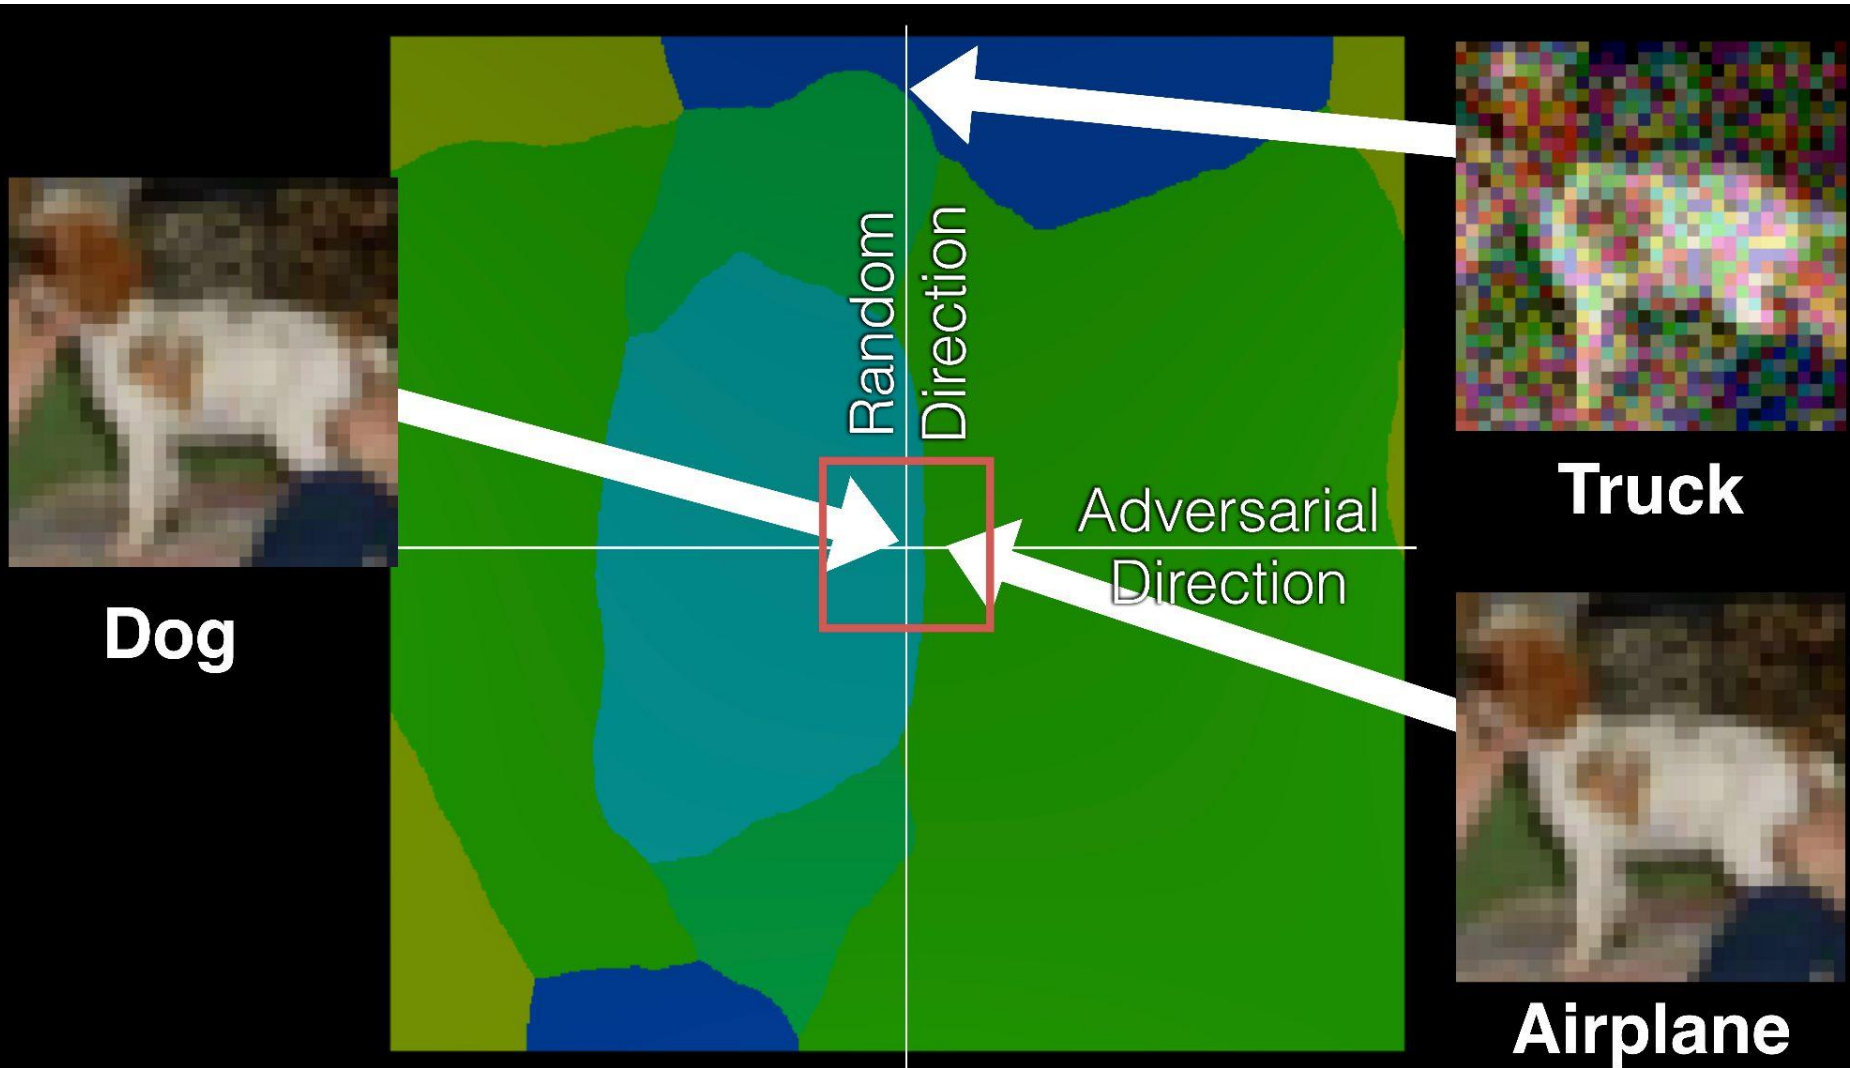 Random
Direction
Adversarial
Direction
Dog
Truck
Airplane